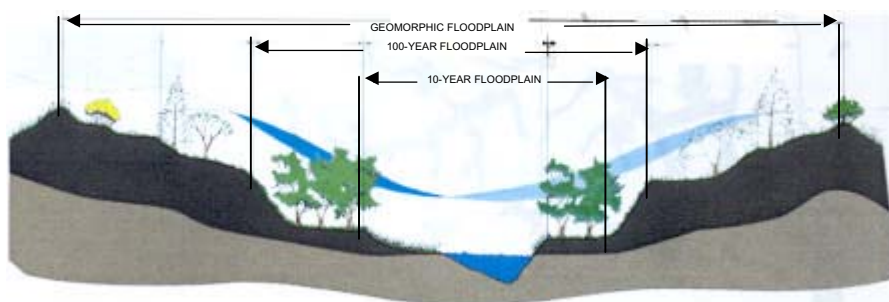 GEOMORPHIC FLOODPLAIN
100-YEAR FLOODPLAIN
10-YEAR FLOODPLAIN